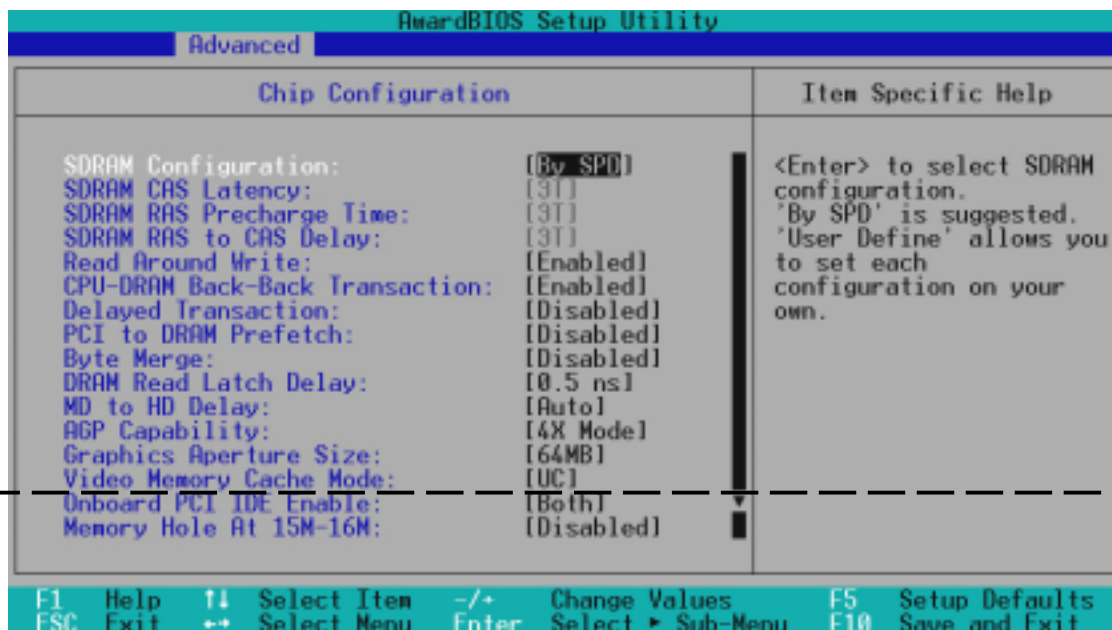 AwardBIOS Setup Utility
Advanced
Chip Configuration
SDRAM Configuration: [By SPD]
SDRAM CAS Latency: [3T]
SDRAM RAS Precharge Time: [3T]
SDRAM RAS to CAS Delay: [3T]
Read Around Write: [Enabled]
CPU-DRAM Back-Back Transaction: [Enabled]
Delayed Transaction: [Disabled]
PCI to DRAM Prefetch: [Disabled]
Byte Merge: [Disabled]
DRAM Read Latch Delay: [0.5 ns]
MD to HD Delay: [Auto]
AGP Capability: [4X Mode]
Graphics Aperture Size: [64MB]
Video Memory Cache Mode: [UC]
Onboard PCI IDE Enable: [Both]
Memory Hole At 15M-16M: [Disabled]
Item Specific Help
<Enter> to select SDRAM
configuration.
'By SPD' is suggested.
'User Define' allows you
to set each
configuration on your
own.
F1 Help ↑↓ Select Item -/+ Change Values F5 Setup Defaults
ESC Exit ←→ Select Menu Enter Select ► Sub-Menu F10 Save and Exit